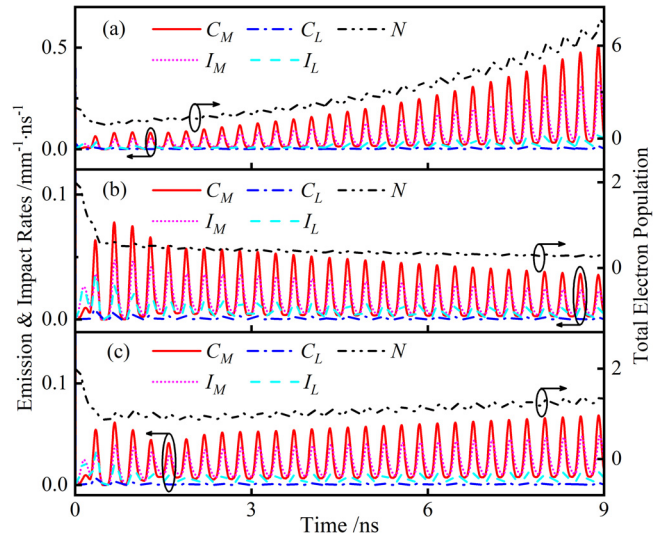 (a) C_M C_L N
I_M I_L
0.5
0.0
6
0
(b) C_M C_L N
I_M I_L
0.1
0.0
2
0
(c) C_M C_L N
I_M I_L
0.1
0.0
2
0
0 3 6 9
Time /ns
Emission & Impact Rates /mm⁻¹·ns⁻¹
Total Electron Population